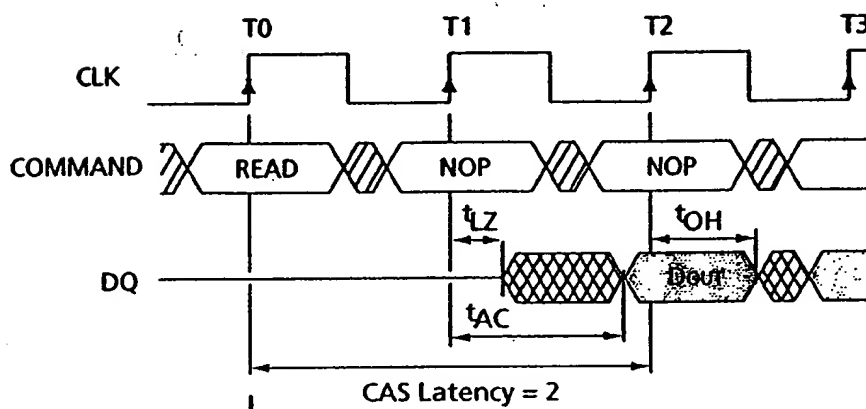 T0 T1 T2 T3
CLK
COMMAND READ NOP NOP
tLZ tOH
DQ Dout
tAC
CAS Latency = 2